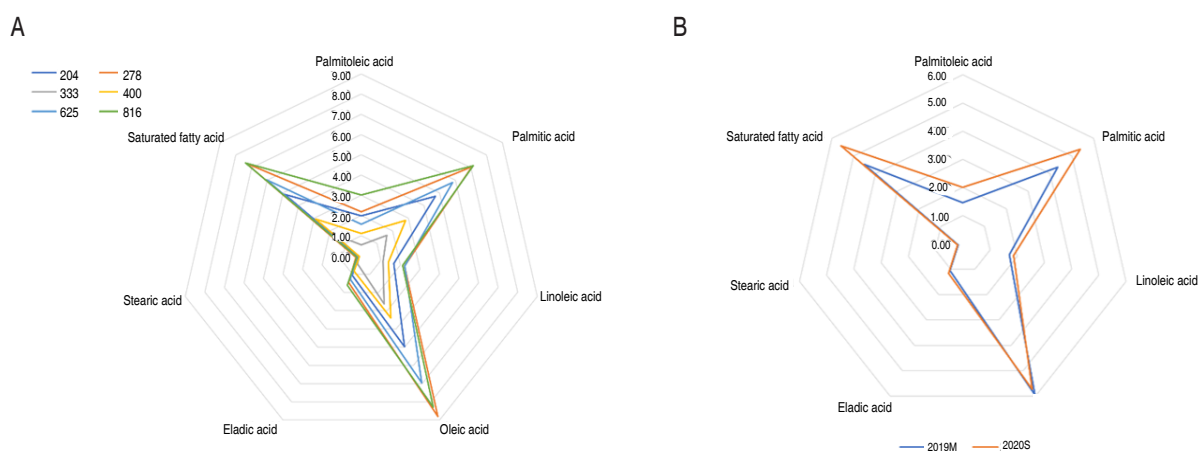 A
204 278
333 400
625 816
Palmitoleic acid
9.00
8.00
7.00
6.00
5.00
4.00
3.00
2.00
1.00
0.00
Saturated fatty acid
Palmitic acid
Stearic acid
Linoleic acid
Eladic acid
Oleic acid
B
Palmitoleic acid
6.00
5.00
4.00
3.00
2.00
1.00
0.00
Saturated fatty acid
Palmitic acid
Stearic acid
Linoleic acid
Eladic acid
Oleic acid
2019M 2020S